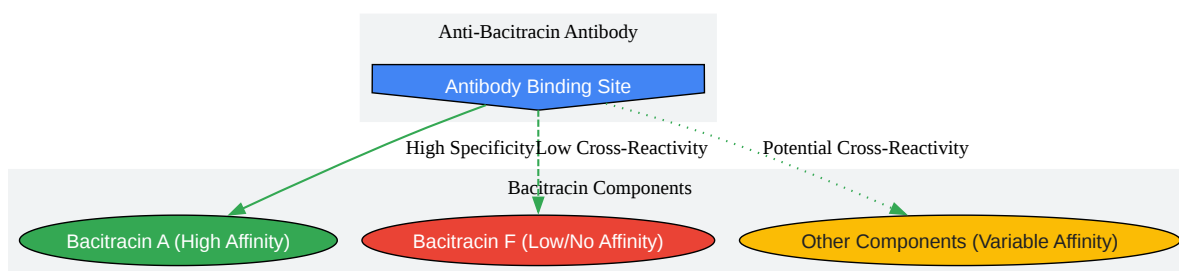 Anti-Bacitracin Antibody
Antibody Binding Site
High Specificity
Low Cross-Reactivity
Potential Cross-Reactivity
Bacitracin Components
Bacitracin A (High Affinity)
Bacitracin F (Low/No Affinity)
Other Components (Variable Affinity)